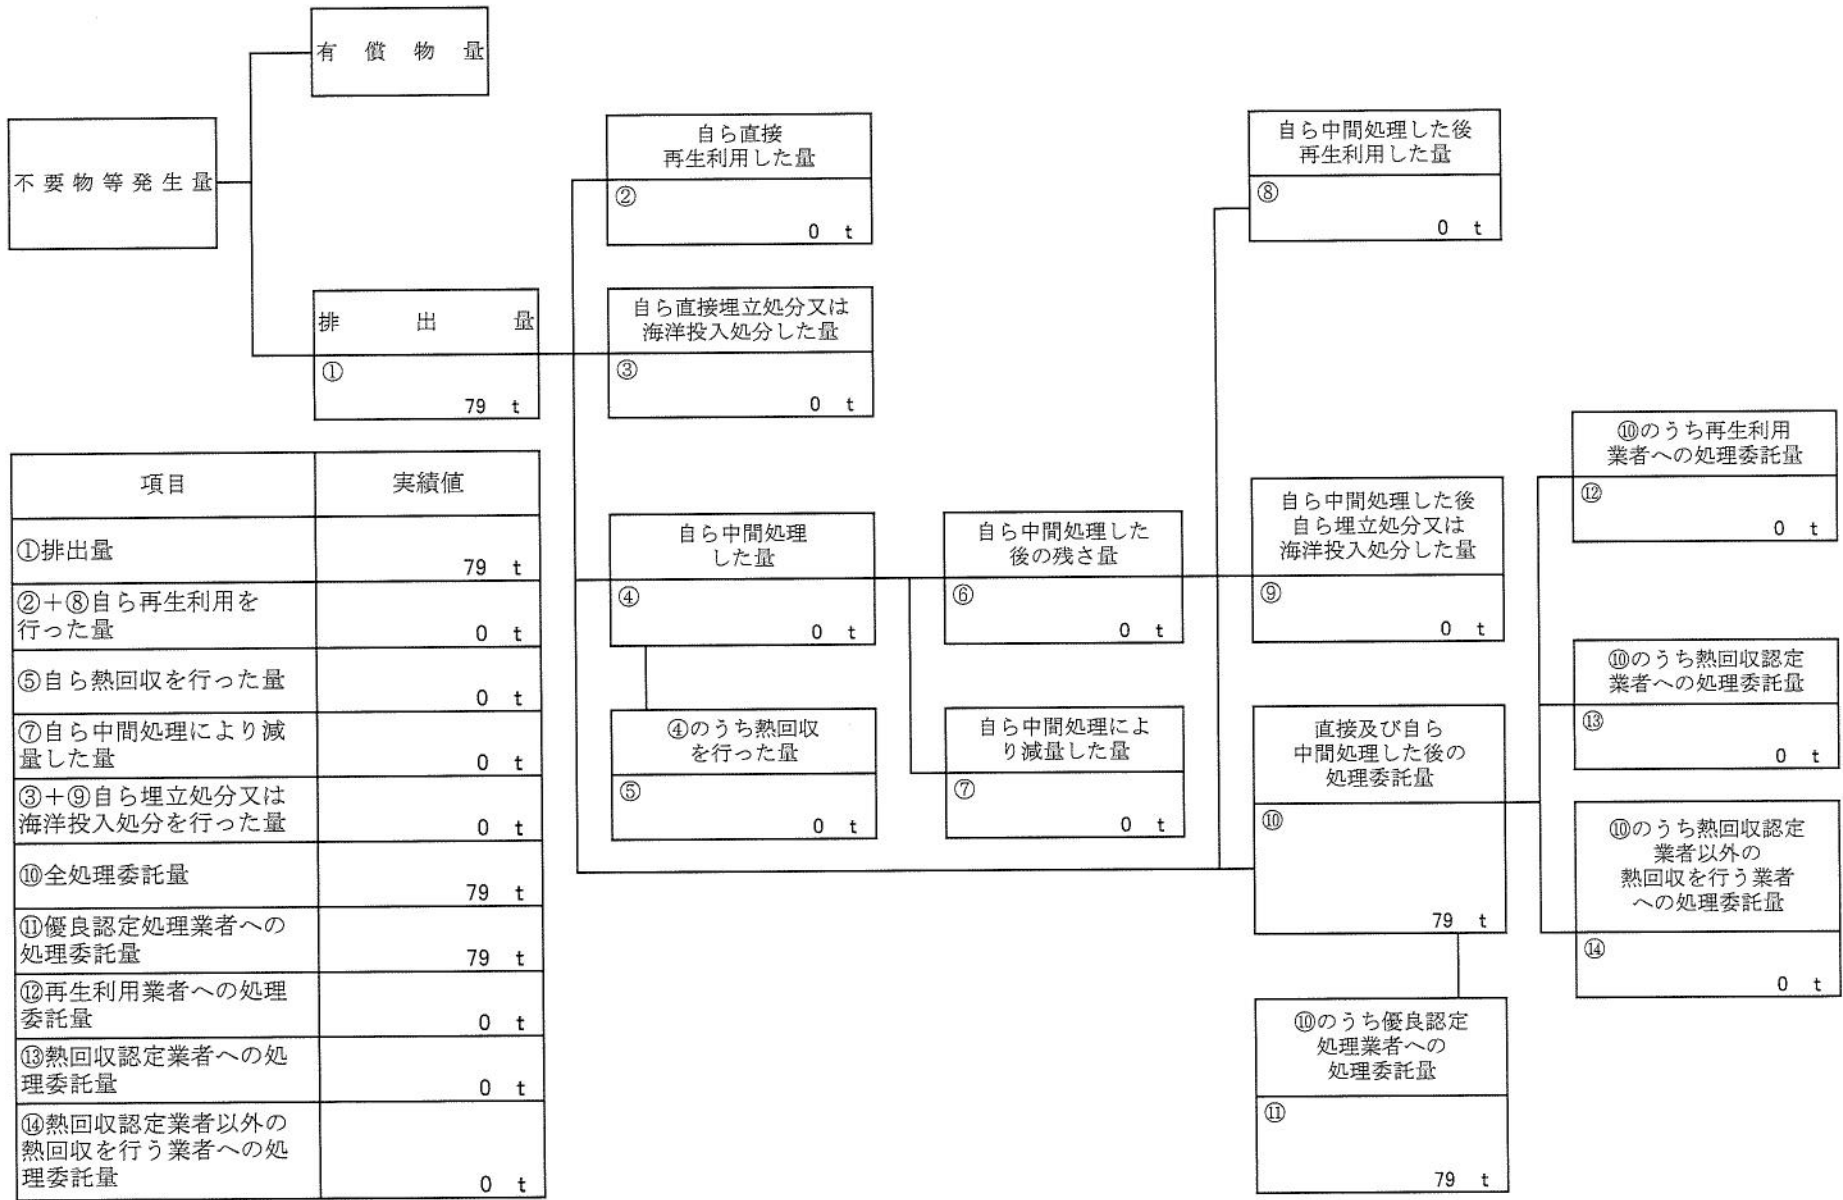 有償物量
不要物等発生量
排出量
①
79 t
自ら直接
再生利用した量
②
0 t
自ら直接埋立処分又は
海洋投入処分した量
③
0 t
自ら中間処理
した量
④
0 t
④のうち熱回収
を行った量
⑤
0 t
自ら中間処理した
後の残さ量
⑥
0 t
自ら中間処理によ
り減量した量
⑦
0 t
自ら中間処理した後
再生利用した量
⑧
0 t
自ら中間処理した後
自ら埋立処分又は
海洋投入処分した量
⑨
0 t
直接及び自ら
中間処理した後の
処理委託量
⑩
79 t
⑩のうち優良認定
処理業者への
処理委託量
⑪
79 t
⑩のうち再生利用
業者への処理委託量
⑫
0 t
⑩のうち熱回収認定
業者への処理委託量
⑬
0 t
⑩のうち熱回収認定
業者以外の
熱回収を行う業者
への処理委託量
⑭
0 t
項目 実績値
①排出量 79 t
②+⑧自ら再生利用を
行った量 0 t
⑤自ら熱回収を行った量 0 t
⑦自ら中間処理により減
量した量 0 t
③+⑨自ら埋立処分又は
海洋投入処分を行った量 0 t
⑩全処理委託量 79 t
⑪優良認定処理業者への
処理委託量 79 t
⑫再生利用業者への処理
委託量 0 t
⑬熱回収認定業者への処
理委託量 0 t
⑭熱回収認定業者以外の
熱回収を行う業者への処
理委託量 0 t